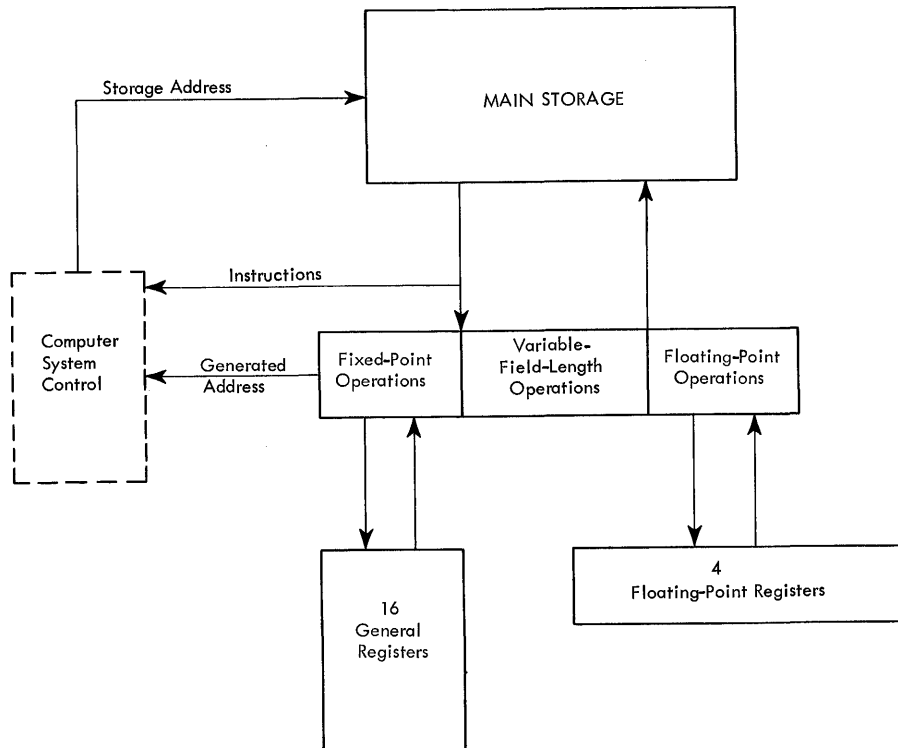 MAIN STORAGE
Storage Address
Instructions
Computer
System
Control
Generated
Address
Fixed-Point
Operations
Variable-
Field-Length
Operations
Floating-Point
Operations
16
General
Registers
4
Floating-Point Registers